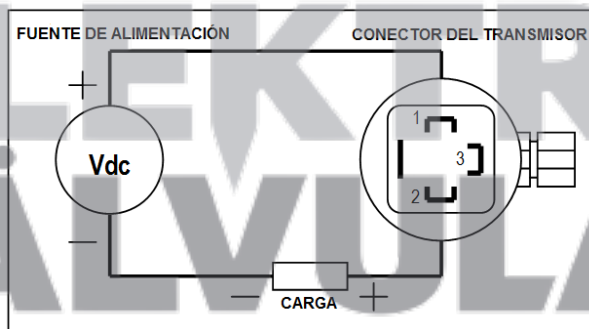 FUENTE DE ALIMENTACIÓN
CONECTOR DEL TRANSMISOR
+
Vdc
1
3
2
—
— CARGA +